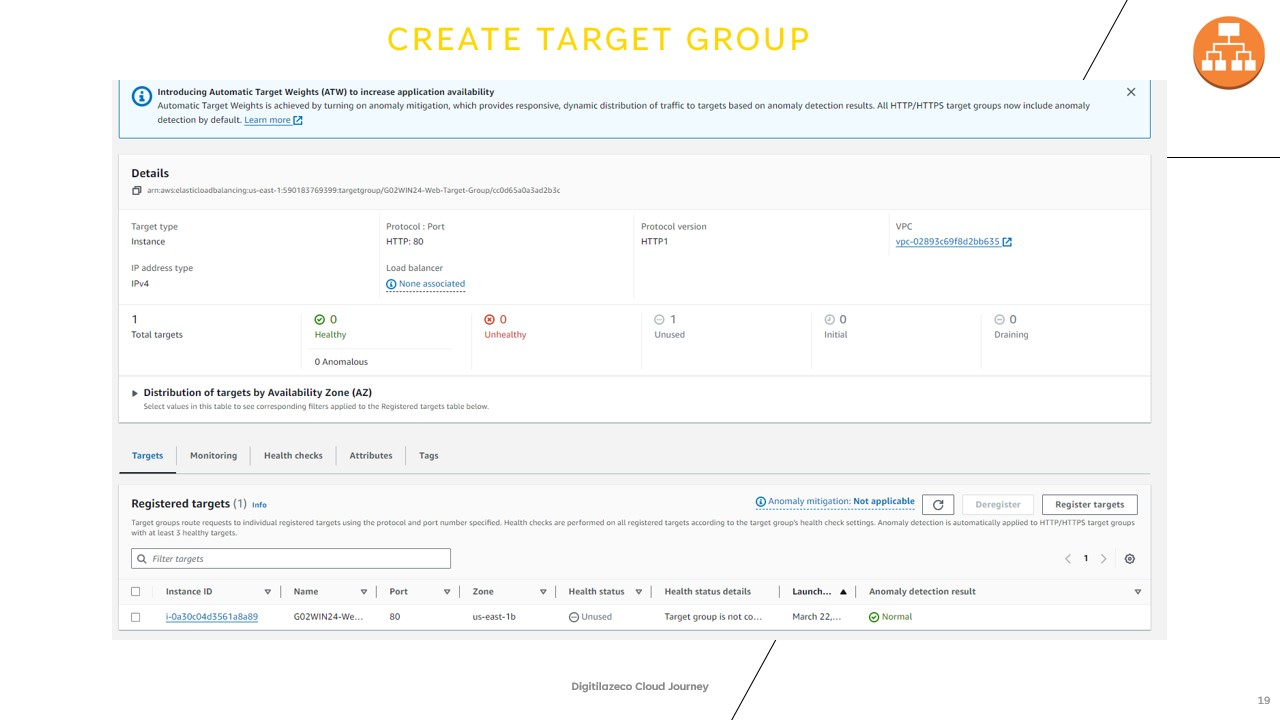 CREATE TARGET GROUP
Introducing Automatic Target Weights (ATW) to increase application availability
Automatic Target Weights is achieved by turning on anomaly mitigation, which provides responsive, dynamic distribution of traffic to targets based on anomaly detection results. All HTTP/HTTPS target groups now include anomaly
detection by default. Learn more
Details
arn:aws:elasticloadbalancing:us-east-1:590183769399:targetgroup/G02WIN24-Web-Target-Group/cc0d65a0a3ad2b3c
Target type
Instance
Protocol : Port
HTTP: 80
Protocol version
HTTP1
VPC
vpc-02893c69f8d2bb635
IP address type
IPv4
Load balancer
None associated
1
Total targets
0
Healthy
0 Anomalous
0
Unhealthy
1
Unused
0
Initial
0
Draining
Distribution of targets by Availability Zone (AZ)
Select values in this table to see corresponding filters applied to the Registered targets table below.
Targets Monitoring Health checks Attributes Tags
Registered targets (1) Info
Anomaly mitigation: Not applicable
Deregister
Register targets
Target groups route requests to individual registered targets using the protocol and port number specified. Health checks are performed on all registered targets according to the target group's health check settings. Anomaly detection is automatically applied to HTTP/HTTPS target groups
with at least 3 healthy targets.
Filter targets
1
Instance ID Name Port Zone Health status Health status details Launch... Anomaly detection result
i-0a30c04d3561a8a89 G02WIN24-We... 80 us-east-1b Unused Target group is not co... March 22,... Normal
Digitilazeco Cloud Journey
19